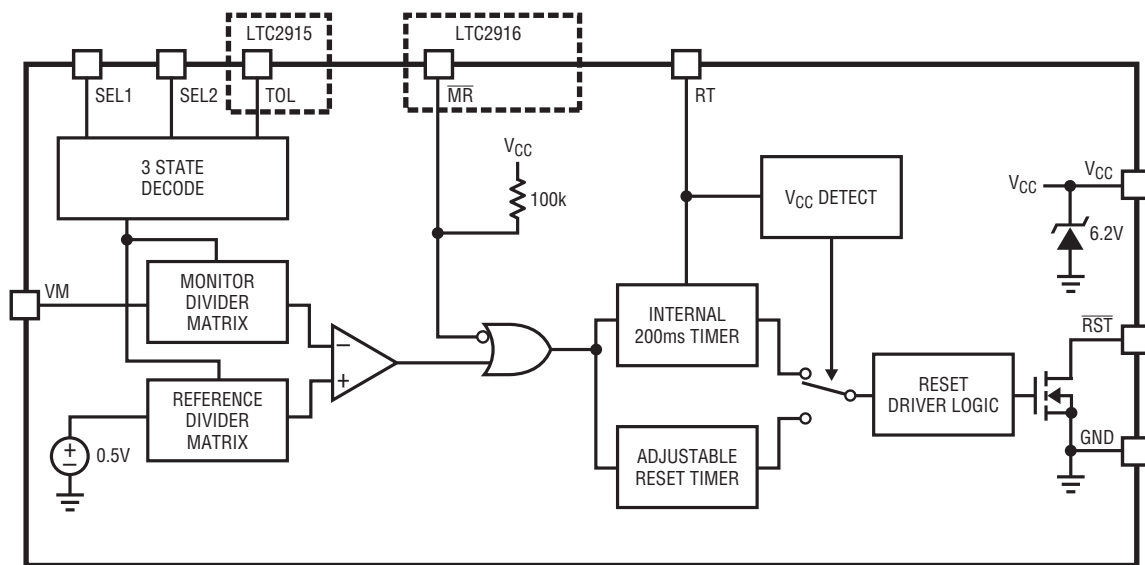 LTC2915
LTC2916
SEL1
SEL2
TOL
MR
RT
3 STATE
DECODE
VCC
100k
VCC DETECT
VCC
VCC
6.2V
VM
MONITOR
DIVIDER
MATRIX
INTERNAL
200ms TIMER
RST
−
+
REFERENCE
DIVIDER
MATRIX
RESET
DRIVER LOGIC
+
−
0.5V
ADJUSTABLE
RESET TIMER
GND